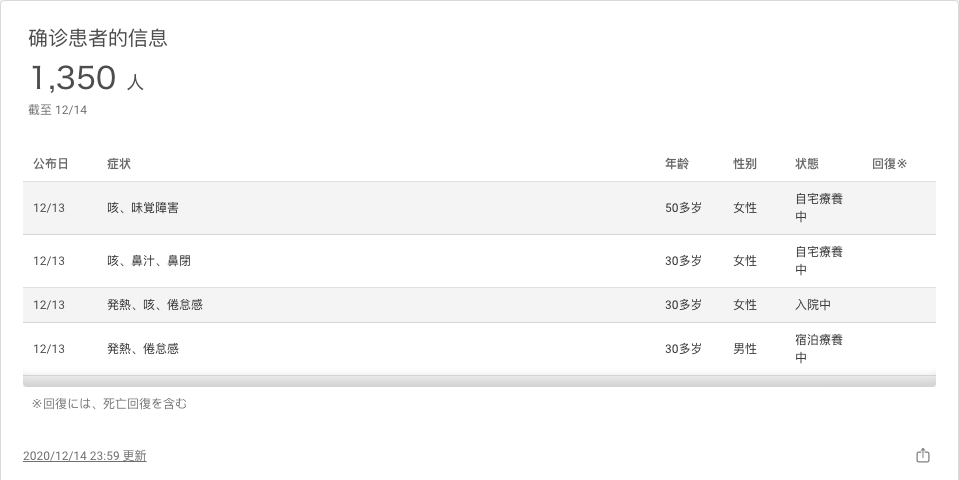 确诊患者的信息
1,350 人
截至 12/14
公布日 症状 年龄 性别 状態 回復※
12/13 咳、味覚障害 50多岁 女性 自宅療養中
12/13 咳、鼻汁、鼻閉 30多岁 女性 自宅療養中
12/13 発熱、咳、倦怠感 30多岁 女性 入院中
12/13 発熱、倦怠感 30多岁 男性 宿泊療養中
※回復には、死亡回復を含む
2020/12/14 23:59 更新